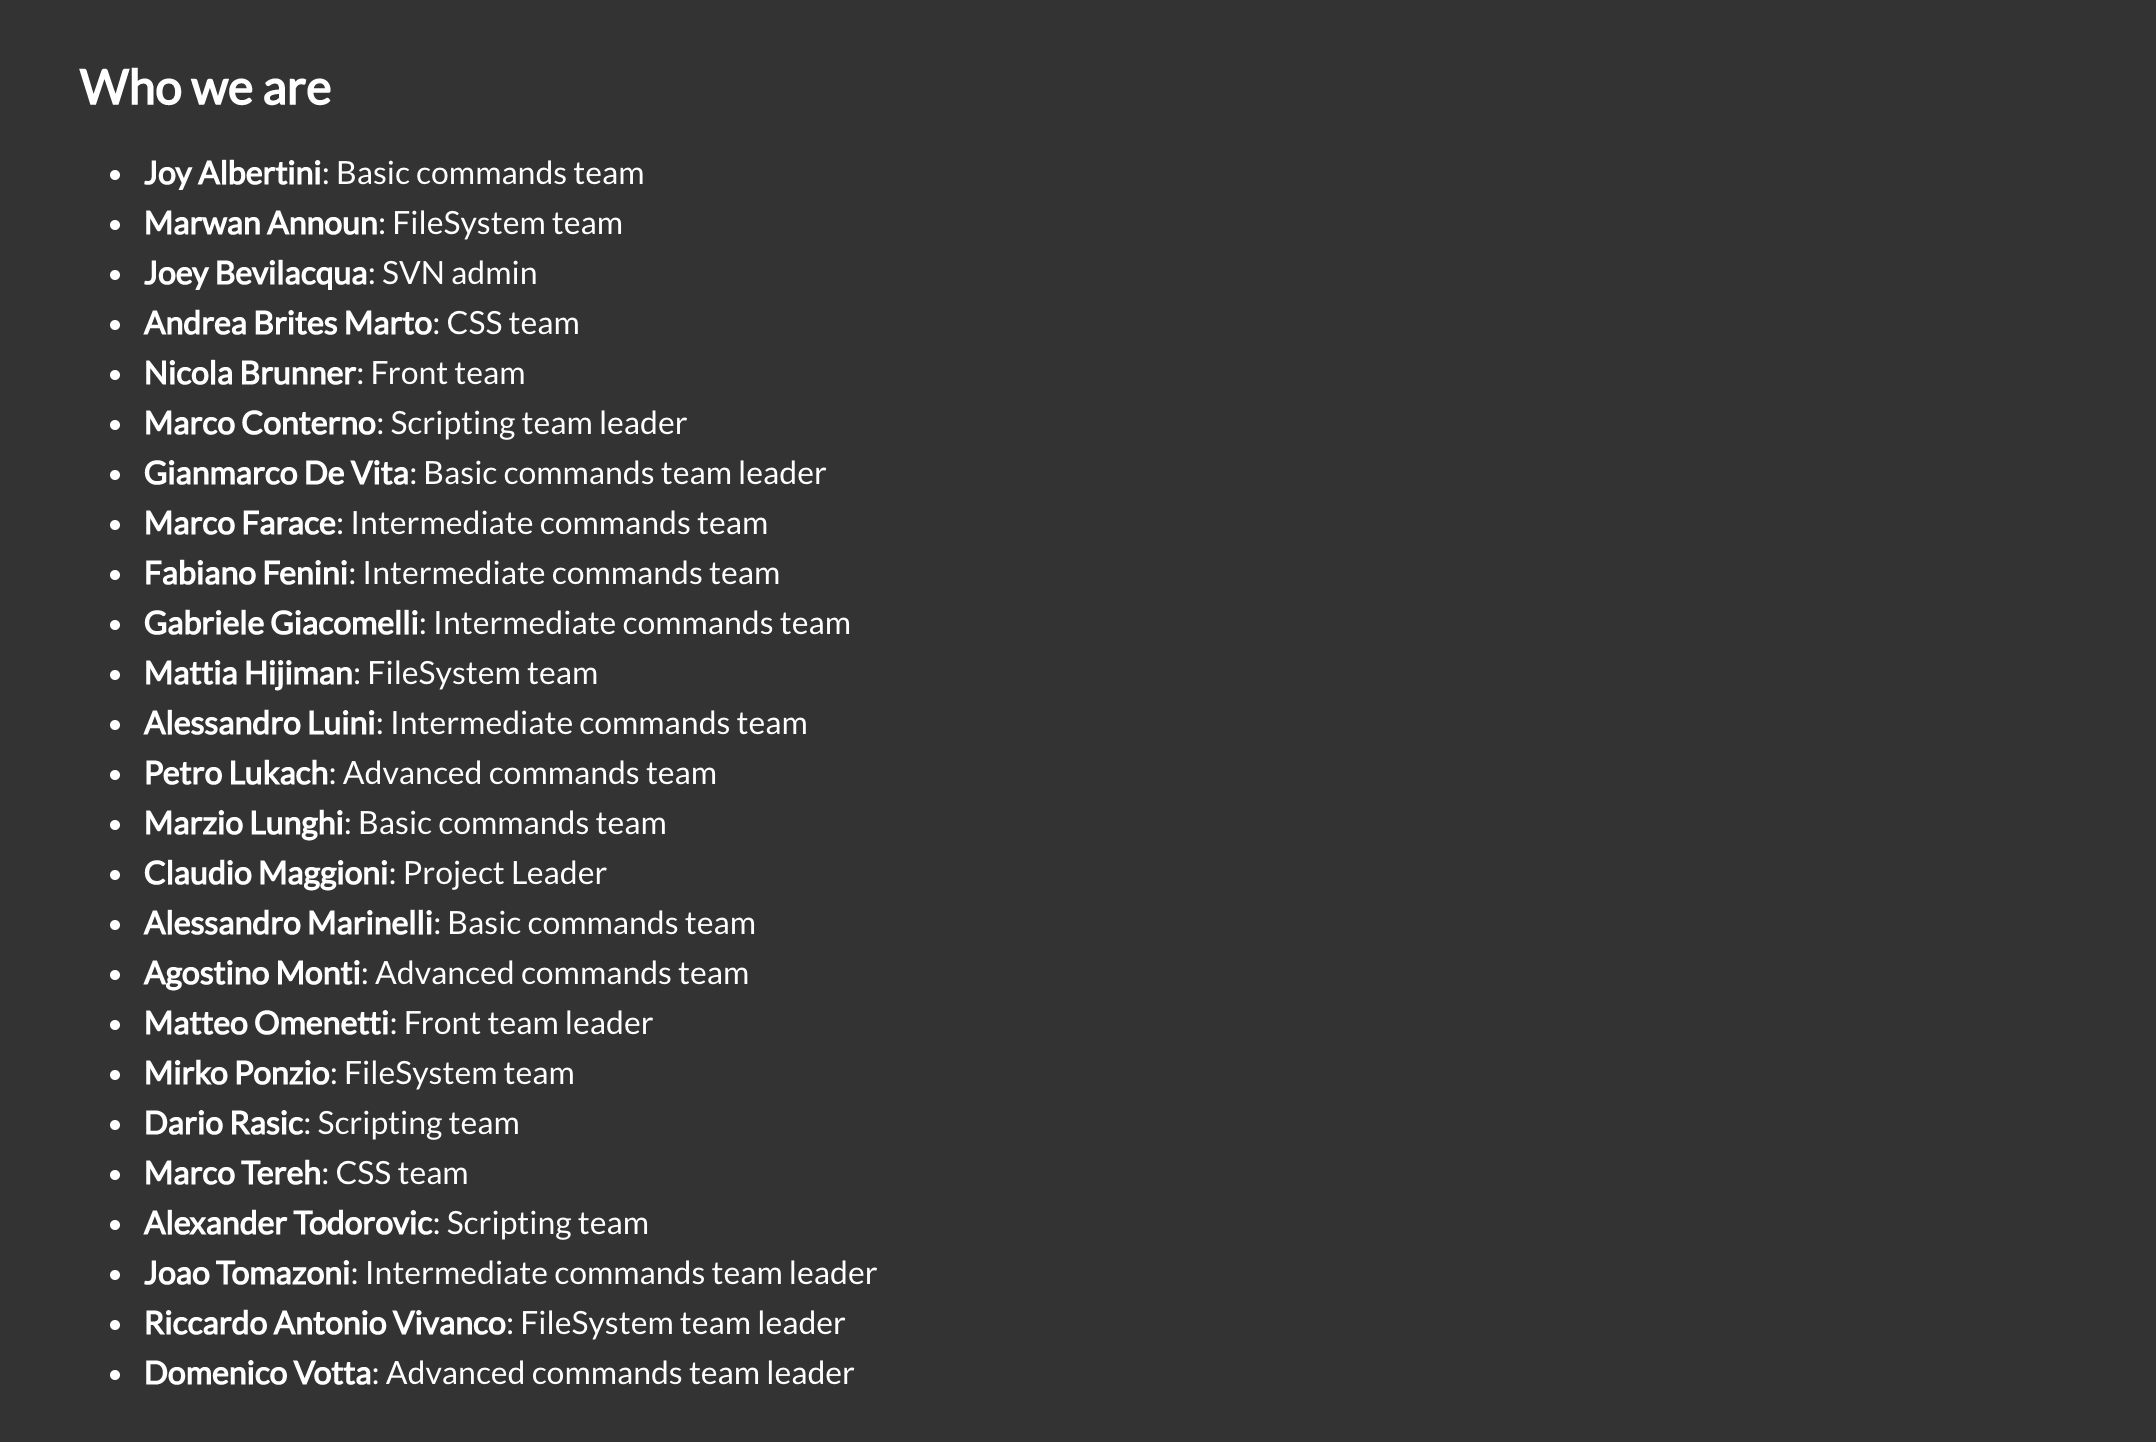 Who we are
• Joy Albertini: Basic commands team
• Marwan Announ: FileSystem team
• Joey Bevilacqua: SVN admin
• Andrea Brites Marto: CSS team
• Nicola Brunner: Front team
• Marco Conterno: Scripting team leader
• Gianmarco De Vita: Basic commands team leader
• Marco Farace: Intermediate commands team
• Fabiano Fenini: Intermediate commands team
• Gabriele Giacomelli: Intermediate commands team
• Mattia Hijiman: FileSystem team
• Alessandro Luini: Intermediate commands team
• Petro Lukach: Advanced commands team
• Marzio Lunghi: Basic commands team
• Claudio Maggioni: Project Leader
• Alessandro Marinelli: Basic commands team
• Agostino Monti: Advanced commands team
• Matteo Omenetti: Front team leader
• Mirko Ponzio: FileSystem team
• Dario Rasic: Scripting team
• Marco Tereh: CSS team
• Alexander Todorovic: Scripting team
• Joao Tomazoni: Intermediate commands team leader
• Riccardo Antonio Vivanco: FileSystem team leader
• Domenico Votta: Advanced commands team leader